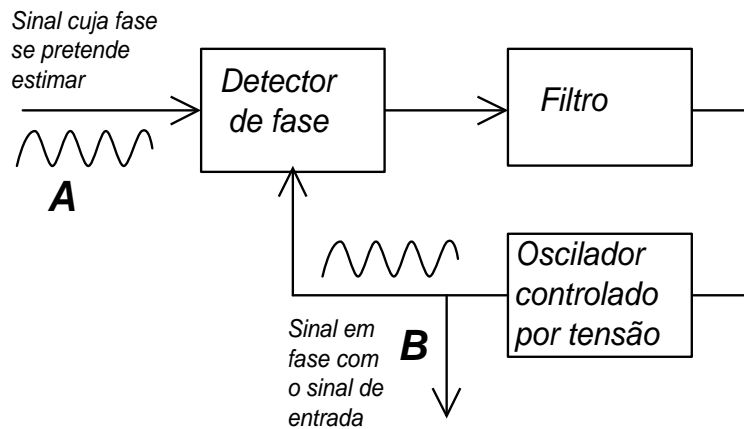 Sinal cuja fase
se pretende
estimar
Detector
de fase
Filtro
A
Oscilador
controlado
por tensão
Sinal em
fase com
o sinal de
entrada
B